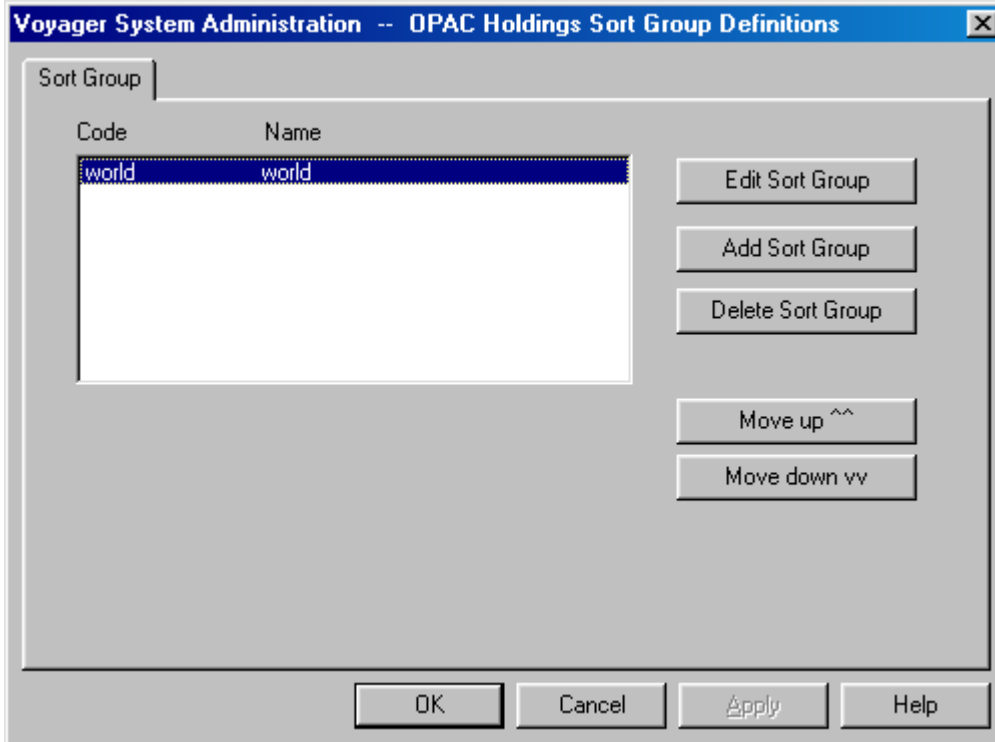 Voyager System Administration -- OPAC Holdings Sort Group Definitions
Sort Group
Code Name
world world
Edit Sort Group
Add Sort Group
Delete Sort Group
Move up ^^
Move down vv
OK Cancel Apply Help